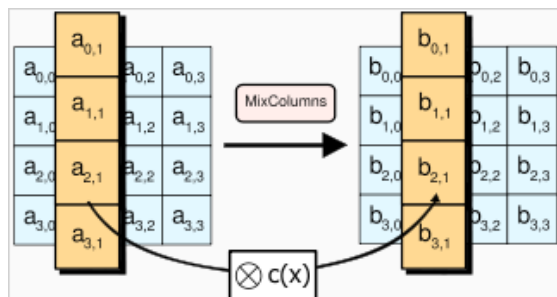 a0,1 b0,1
a0,0 a0,2 a0,3 b0,0 b0,2 b0,3
MixColumns
a1,0 a1,1 a1,2 a1,3 b1,0 b1,1 b1,2 b1,3
a2,0 a2,1 a2,2 a2,3 b2,0 b2,1 b2,2 b2,3
a3,0 a3,1 a3,2 a3,3 b3,0 b3,1 b3,2 b3,3
⊗ c(x)